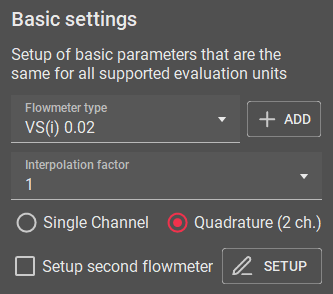 Basic settings
Setup of basic parameters that are the
same for all supported evaluation units
Flowmeter type
VS(i) 0.02
ADD
Interpolation factor
1
Single Channel
Quadrature (2 ch.)
Setup second flowmeter
SETUP